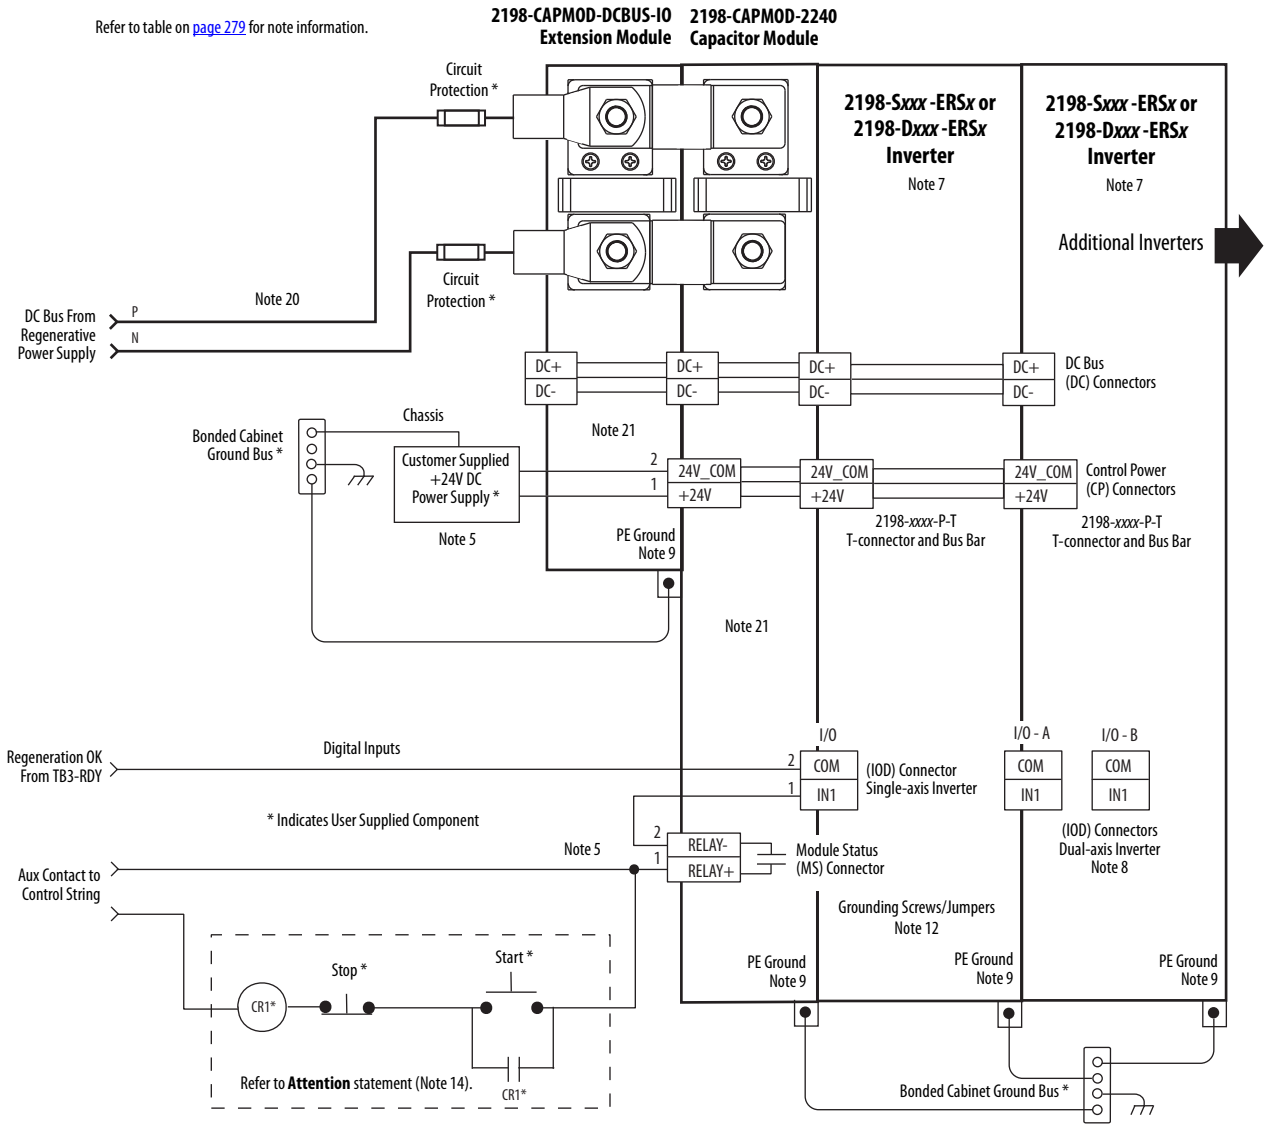 Refer to table on page 279 for note information.
2198-CAPMOD-DCBUS-IO
Extension Module
2198-CAPMOD-2240
Capacitor Module
Circuit
Protection *
2198-Sxxx -ERSx or
2198-Dxxx -ERSx
Inverter
Note 7
2198-Sxxx -ERSx or
2198-Dxxx -ERSx
Inverter
Note 7
Additional Inverters
Circuit
Protection *
Note 20
DC Bus From
Regenerative
Power Supply
P
N
DC+
DC-
DC+
DC-
DC+
DC-
DC+
DC-
DC Bus
(DC) Connectors
Chassis
Note 21
Bonded Cabinet
Ground Bus *
Customer Supplied
+24V DC
Power Supply *
Note 5
2
1
24V_COM
+24V
24V_COM
+24V
24V_COM
+24V
Control Power
(CP) Connectors
2198-xxxx-P-T
T-connector and Bus Bar
2198-xxxx-P-T
T-connector and Bus Bar
PE Ground
Note 9
Note 21
I/O
I/O - A
I/O - B
Regeneration OK
From TB3-RDY
Digital Inputs
2
1
COM
IN1
(IOD) Connector
Single-axis Inverter
COM
IN1
COM
IN1
* Indicates User Supplied Component
(IOD) Connectors
Dual-axis Inverter
Note 8
Note 5
2
1
RELAY-
RELAY+
Module Status
(MS) Connector
Aux Contact to
Control String
Grounding Screws/Jumpers
Note 12
Stop *
Start *
CR1*
CR1*
Refer to Attention statement (Note 14).
PE Ground
Note 9
PE Ground
Note 9
PE Ground
Note 9
Bonded Cabinet Ground Bus *